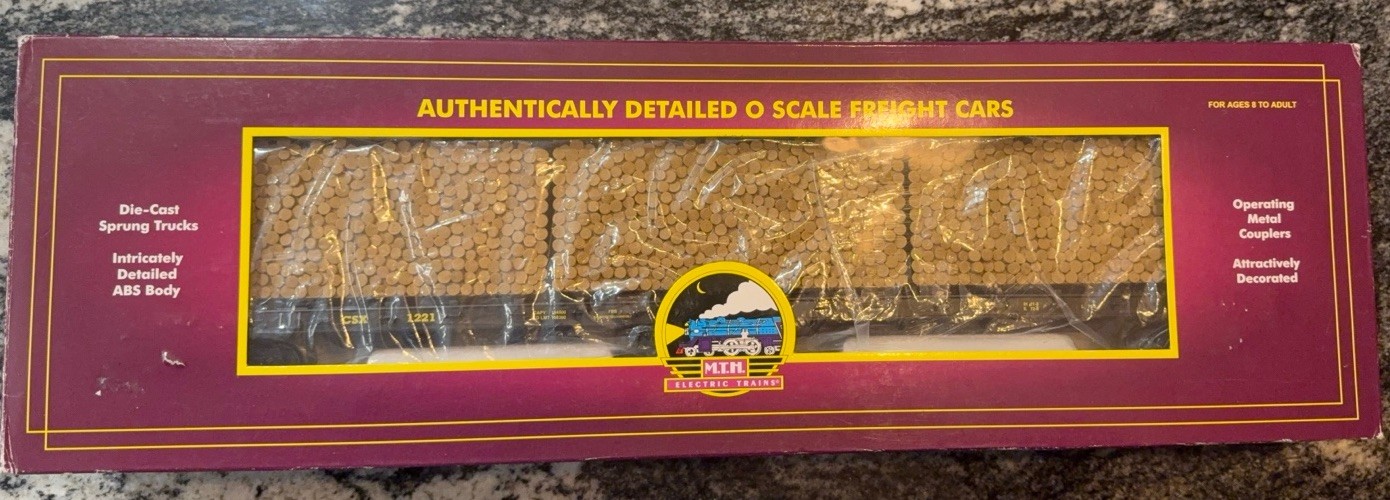 AUTHENTICALLY DETAILED O SCALE FREIGHT CARS
FOR AGES 8 TO ADULT
Die-Cast
Sprung Trucks
Intricately
Detailed
ABS Body
Operating
Metal
Couplers
Attractively
Decorated
CSX 1221
M.T.H.
ELECTRIC TRAINS®